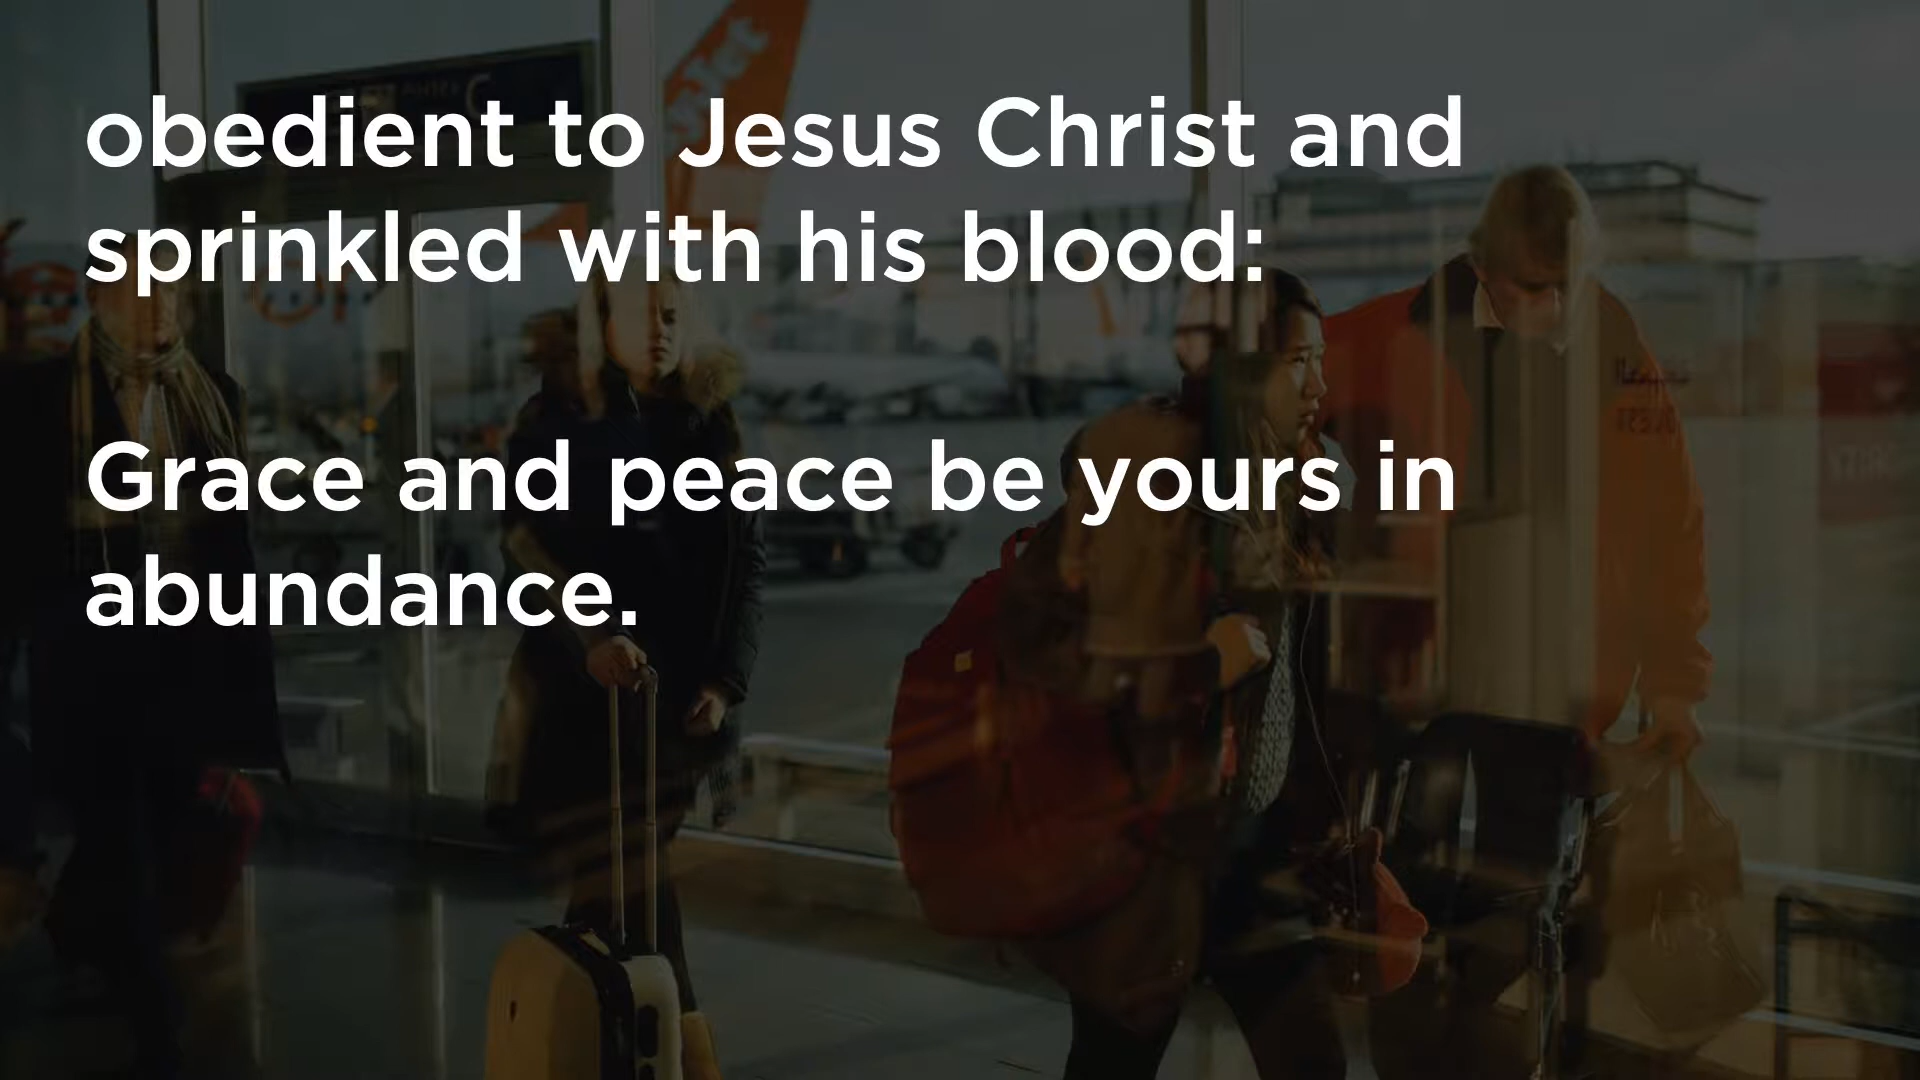 obedient to Jesus Christ and
sprinkled with his blood:
Grace and peace be yours in
abundance.